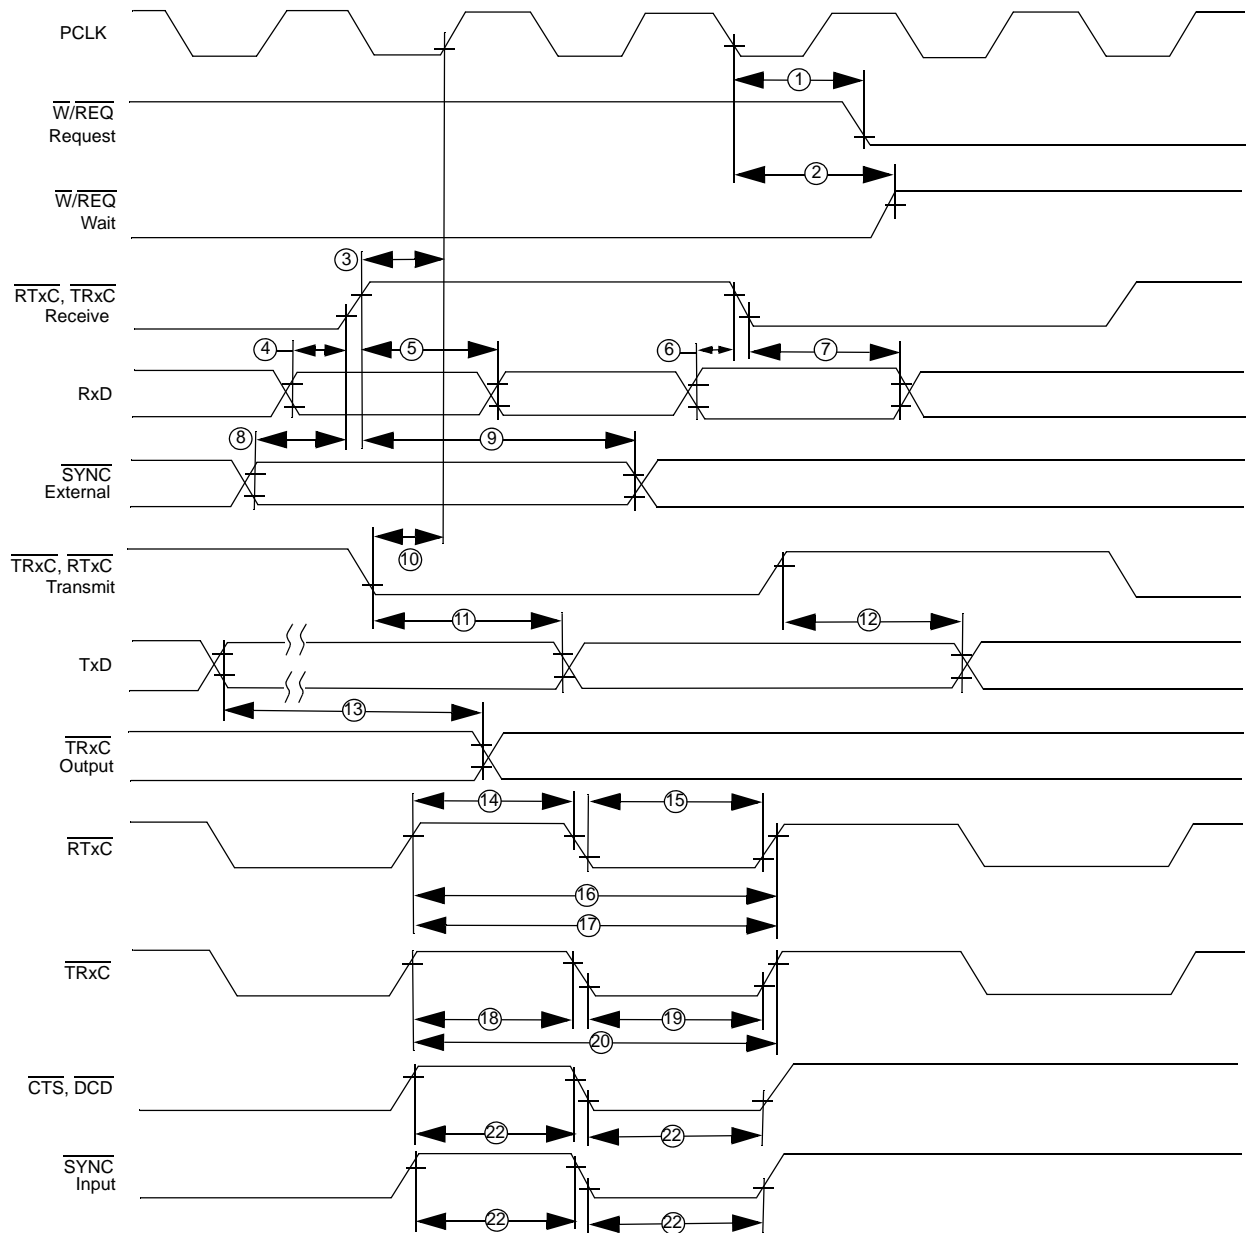 PCLK
1
W/REQ
Request
2
W/REQ
Wait
3
RTxC, TRxC
Receive
4
5
6
7
RxD
8
9
SYNC
External
10
TRxC, RTxC
Transmit
11
12
TxD
13
TRxC
Output
14
15
RTxC
16
17
TRxC
18
19
20
CTS, DCD
22
22
SYNC
Input
22
22